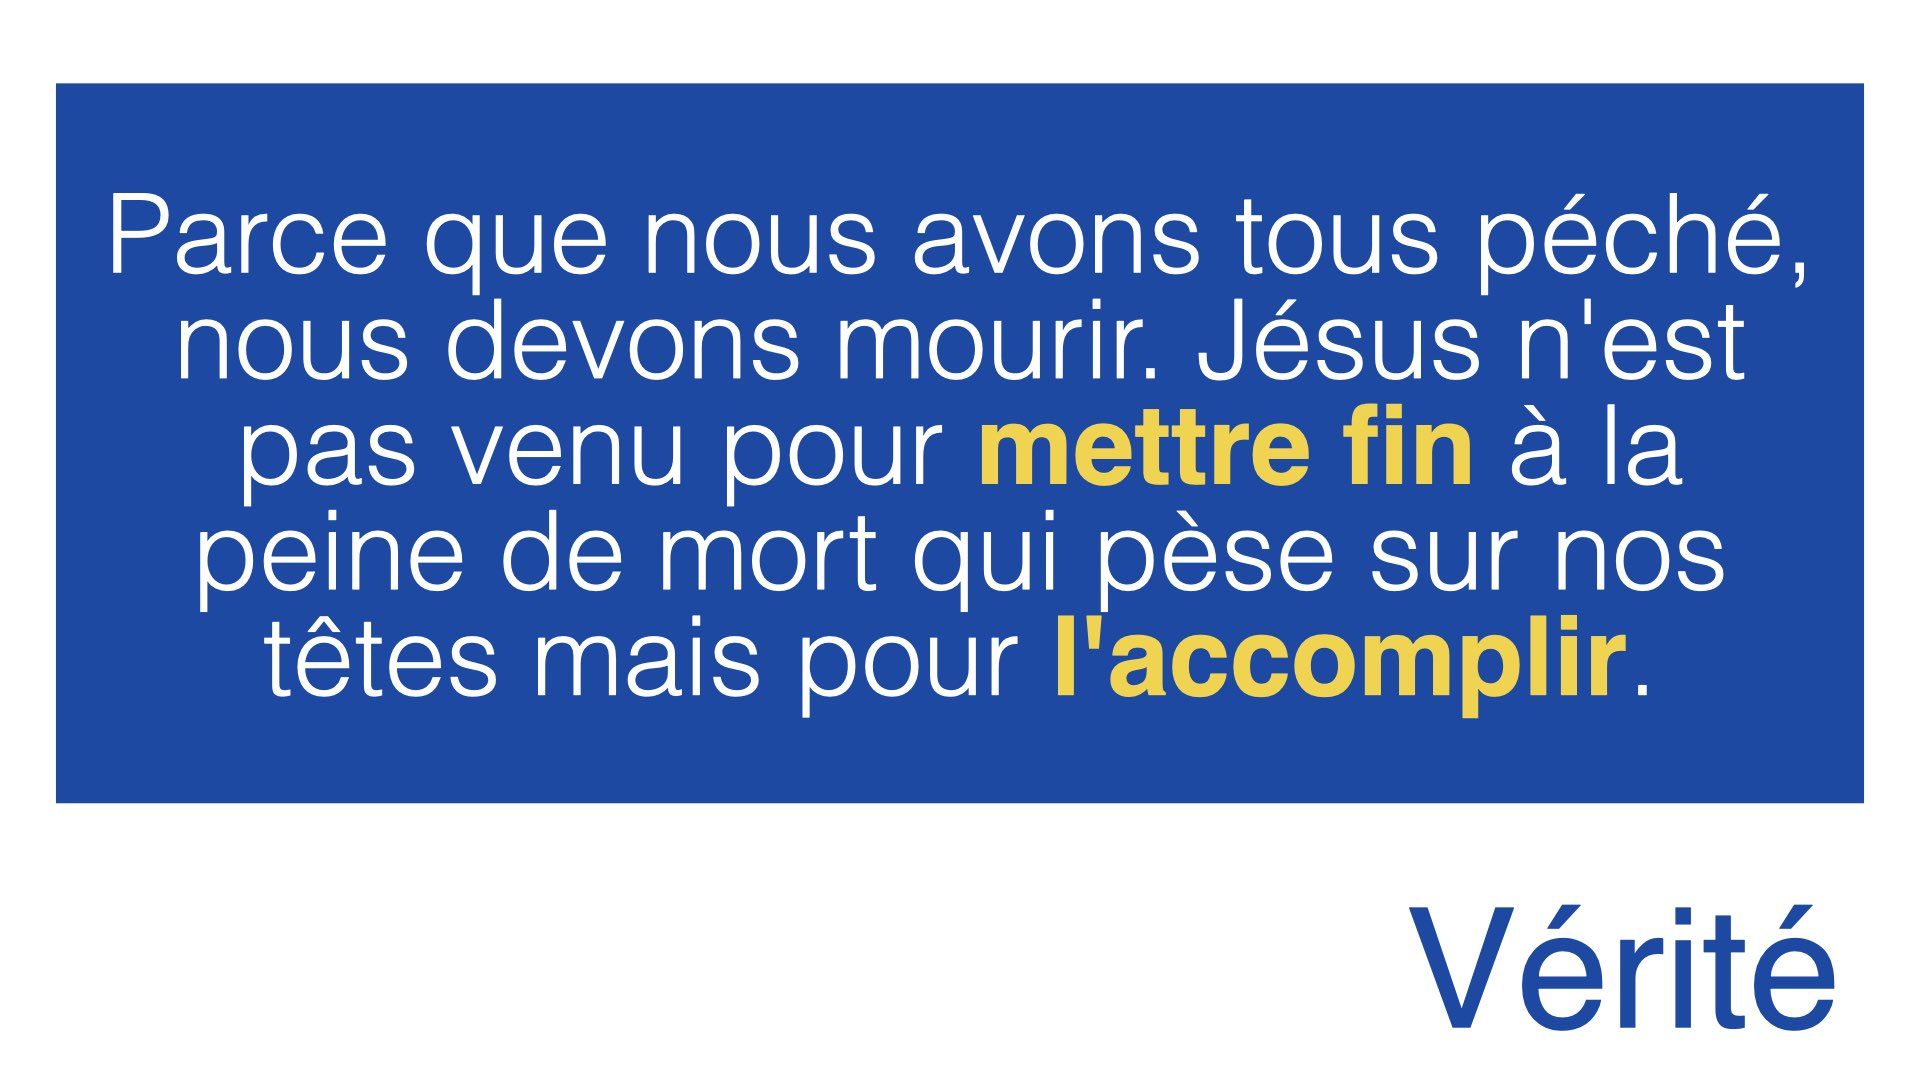 Parce que nous avons tous péché,
nous devons mourir. Jésus n'est
pas venu pour mettre fin à la
peine de mort qui pèse sur nos
têtes mais pour l'accomplir.
Vérité